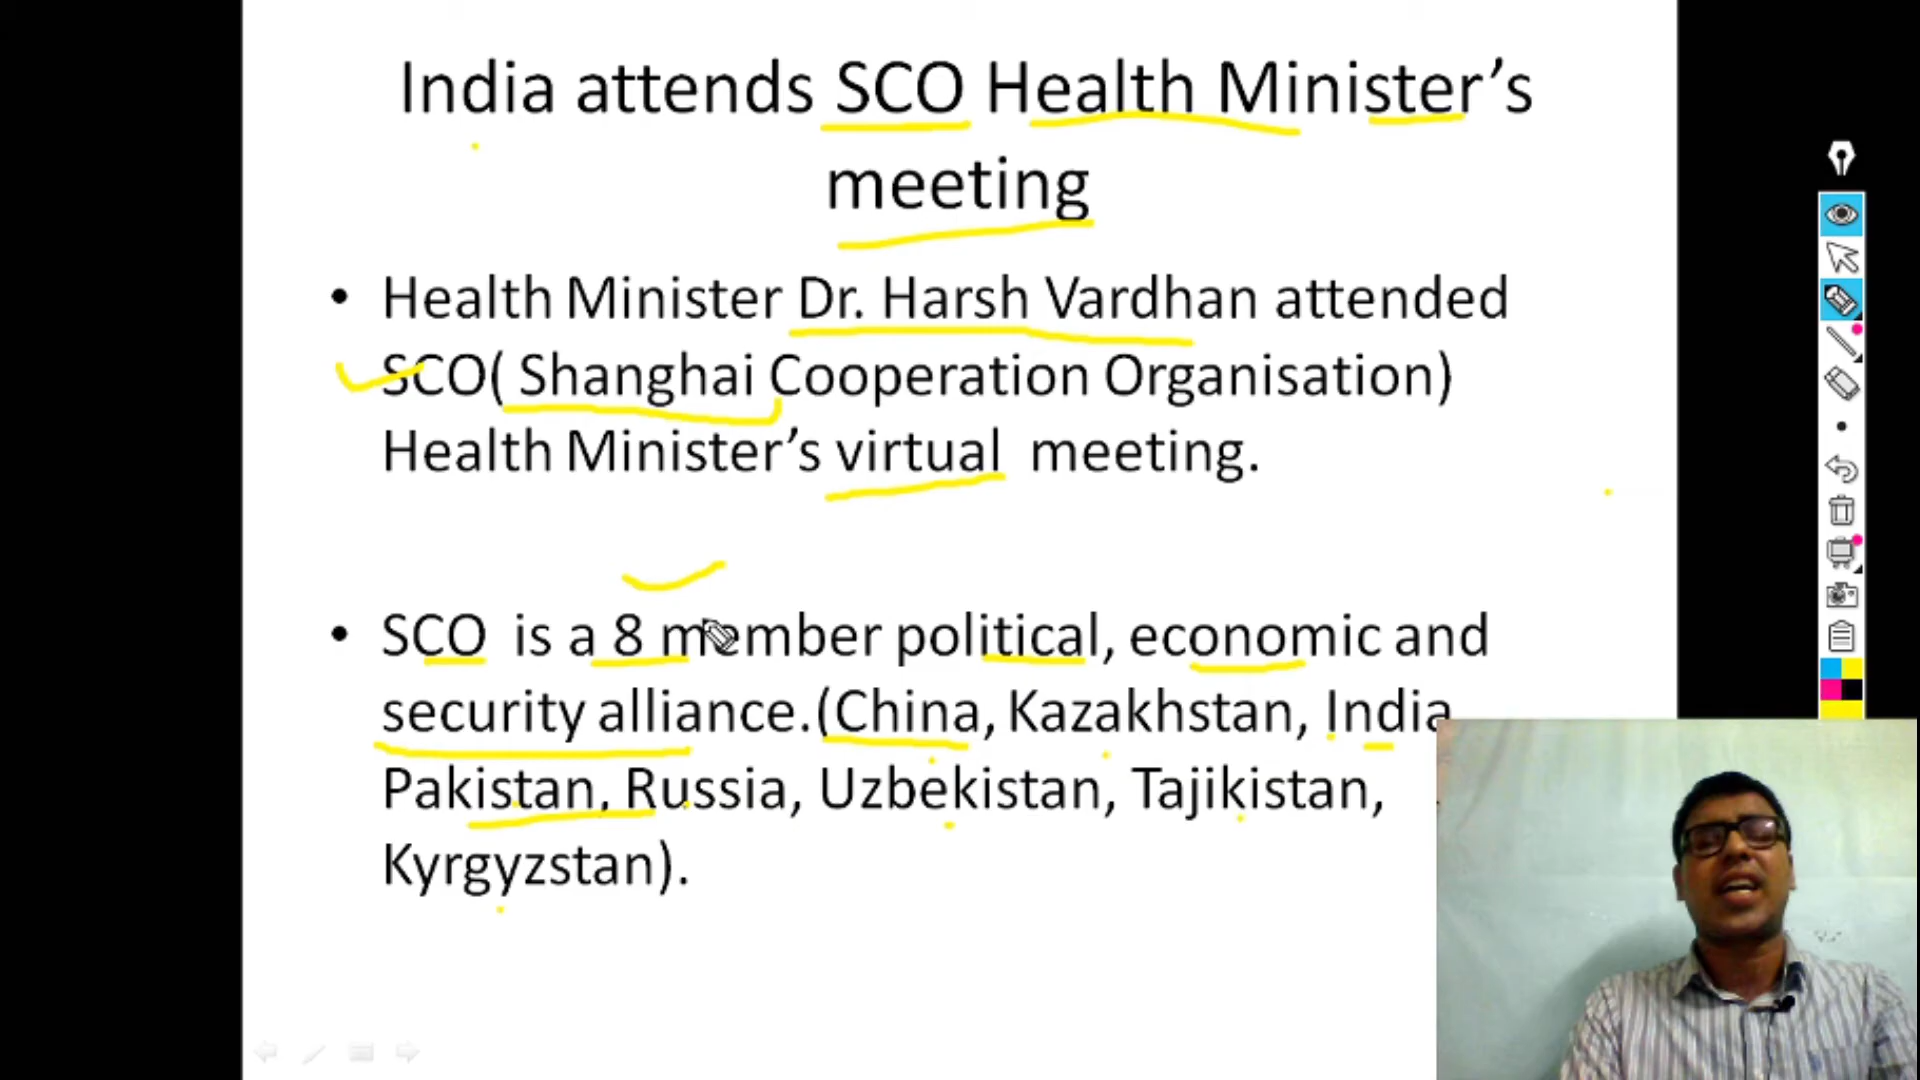 India attends SCO Health Minister’s
meeting
• Health Minister Dr. Harsh Vardhan attended
SCO( Shanghai Cooperation Organisation)
Health Minister’s virtual meeting.
• SCO is a 8 member political, economic and
security alliance.(China, Kazakhstan, India
Pakistan, Russia, Uzbekistan, Tajikistan,
Kyrgyzstan).